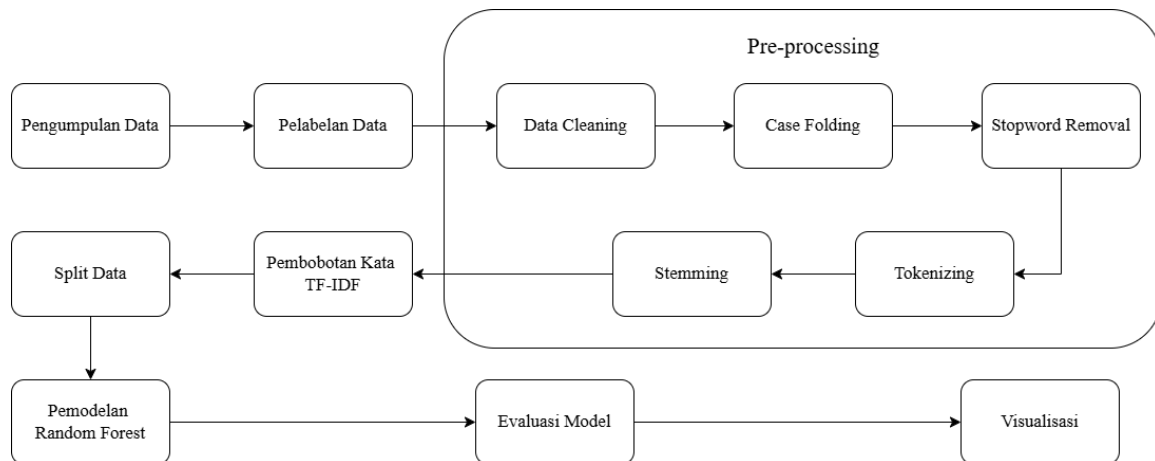 Pre-processing
Pengumpulan Data
Pelabelan Data
Data Cleaning
Case Folding
Stopword Removal
Split Data
Pembobotan Kata
TF-IDF
Stemming
Tokenizing
Pemodelan
Random Forest
Evaluasi Model
Visualisasi